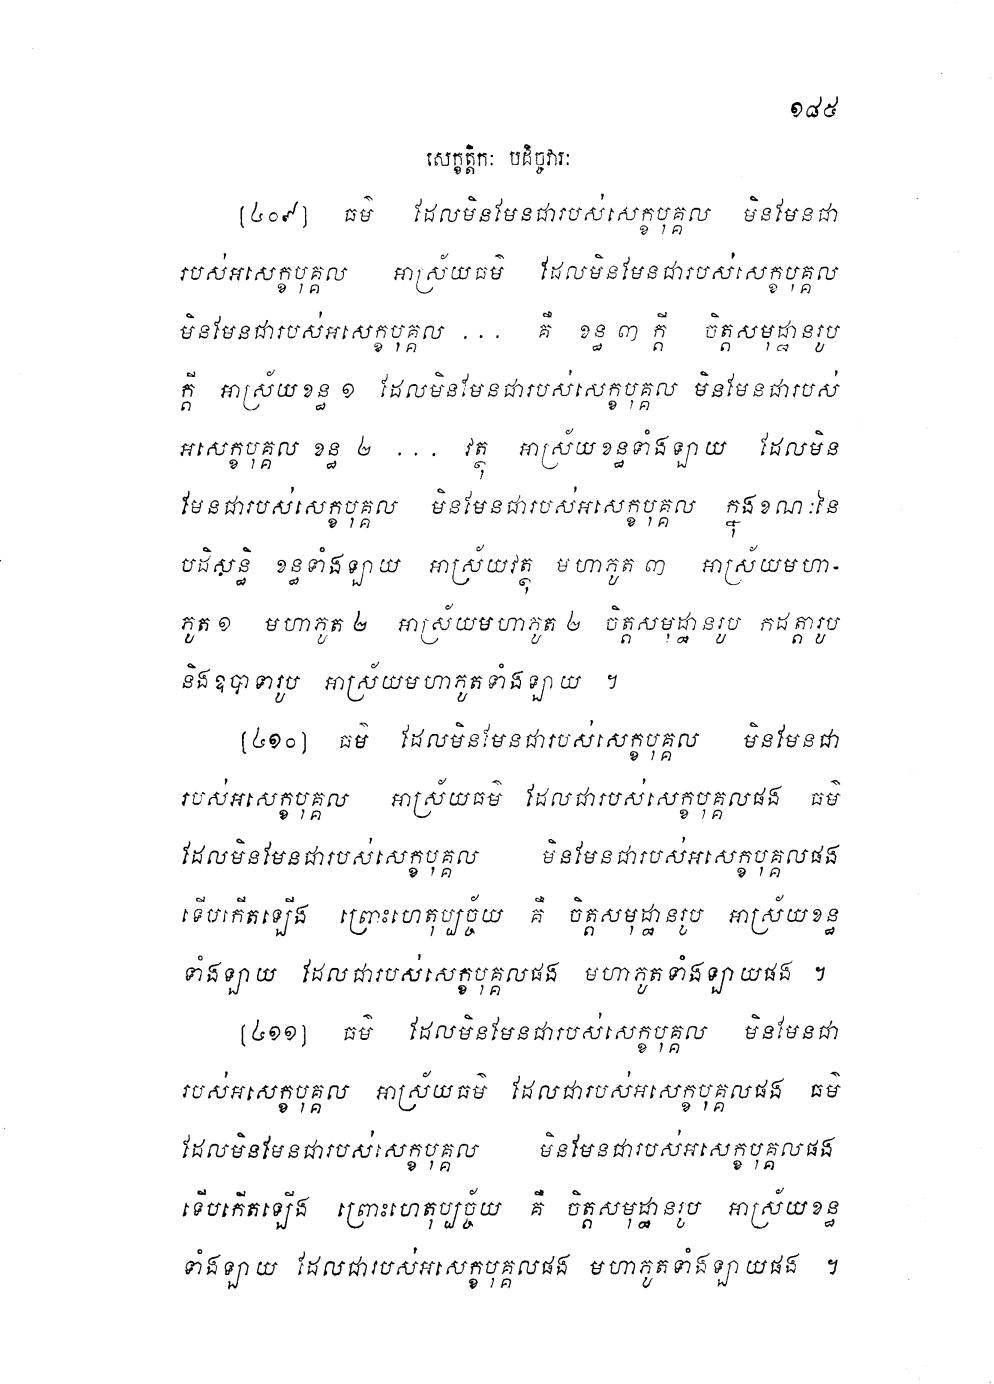 ១៨៥
សេក្ខត្តិកៈ បដិច្ចវារៈ
[៤០៩] ធម៌ ដែលមិនមែនជារបស់សេក្ខបុគ្គល មិនមែនជា
របស់អសេក្ខបុគ្គល អាស្រ័យធម៌ ដែលមិនមែនជារបស់សេក្ខបុគ្គល
មិនមែនជារបស់អសេក្ខបុគ្គល ... គឺ ខន្ធ ៣ ក្តី ចិត្តសមុដ្ឋានរូប
ក្តី អាស្រ័យខន្ធ ១ ដែលមិនមែនជារបស់សេក្ខបុគ្គល មិនមែនជារបស់
អសេក្ខបុគ្គល ខន្ធ ២ ... វត្ថុ អាស្រ័យខន្ធទាំងឡាយ ដែលមិន
មែនជារបស់សេក្ខបុគ្គល មិនមែនជារបស់អសេក្ខបុគ្គល ក្នុងខណៈនៃ
បដិសន្ធិ ខន្ធទាំងឡាយ អាស្រ័យវត្ថុ មហាភូត ៣ អាស្រ័យមហា-
ភូត ១ មហាភូត ២ អាស្រ័យមហាភូត ២ ចិត្តសមុដ្ឋានរូប កដត្តារូប
និងឧបាទារូប អាស្រ័យមហាភូតទាំងឡាយ ។
[៤១០] ធម៌ ដែលមិនមែនជារបស់សេក្ខបុគ្គល មិនមែនជា
របស់អសេក្ខបុគ្គល អាស្រ័យធម៌ ដែលជារបស់សេក្ខបុគ្គលផង ធម៌
ដែលមិនមែនជារបស់សេក្ខបុគ្គល មិនមែនជារបស់អសេក្ខបុគ្គលផង
ទើបកើតឡើង ព្រោះហេតុប្បច្ច័យ គឺ ចិត្តសមុដ្ឋានរូប អាស្រ័យខន្ធ
ទាំងឡាយ ដែលជារបស់សេក្ខបុគ្គលផង មហាភូតទាំងឡាយផង ។
[៤១១] ធម៌ ដែលមិនមែនជារបស់សេក្ខបុគ្គល មិនមែនជា
របស់អសេក្ខបុគ្គល អាស្រ័យធម៌ ដែលជារបស់អសេក្ខបុគ្គលផង ធម៌
ដែលមិនមែនជារបស់សេក្ខបុគ្គល មិនមែនជារបស់អសេក្ខបុគ្គលផង
ទើបកើតឡើង ព្រោះហេតុប្បច្ច័យ គឺ ចិត្តសមុដ្ឋានរូប អាស្រ័យខន្ធ
ទាំងឡាយ ដែលជារបស់អសេក្ខបុគ្គលផង មហាភូតទាំងឡាយផង ។